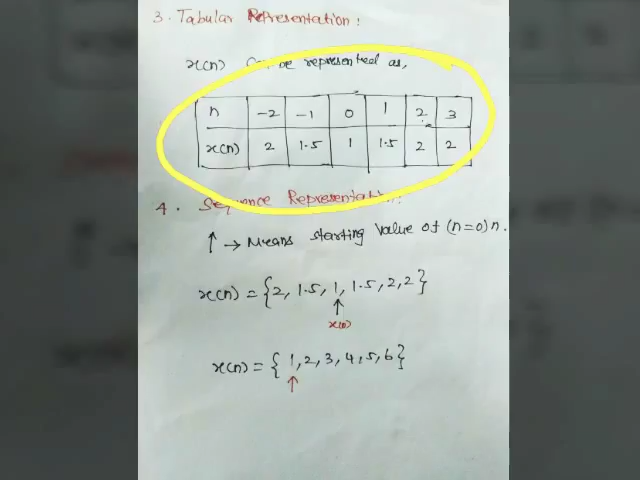 3. Tabular Representation:
x(n) Can be represented as,
n -2 -1 0 1 2 3
x(n) 2 1.5 1 1.5 2 2
4. Sequence Representation:
↑ → Means starting value of (n=0)n.
x(n) = {2, 1.5, 1, 1.5, 2, 2}
↑
x(0)
x(n) = { 1, 2, 3, 4, 5, 6}
↑